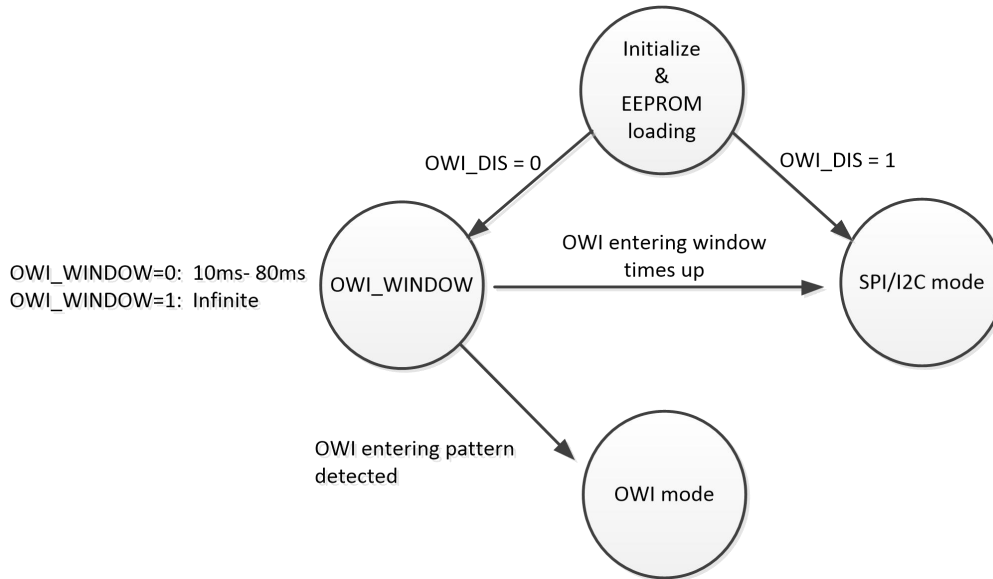 Initialize
&
EEPROM
loading
OWI_DIS = 0
OWI_DIS = 1
OWI entering window
times up
OWI_WINDOW=0:  10ms- 80ms
OWI_WINDOW=1:  Infinite
OWI_WINDOW
SPI/I2C mode
OWI entering pattern
detected
OWI mode